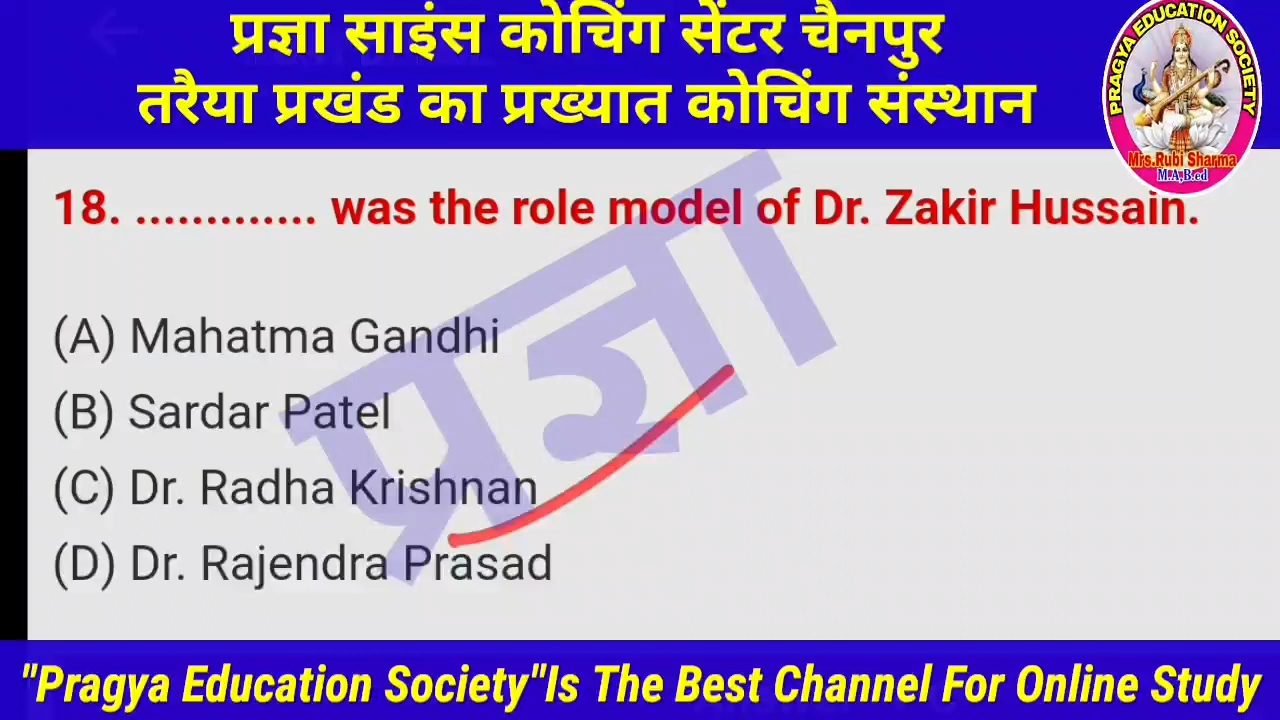 प्रज्ञा साइंस कोचिंग सेंटर चैनपुर
तरैया प्रखंड का प्रख्यात कोचिंग संस्थान
PRAGYA EDUCATION SOCIETY
Mrs.Rubi Sharma
M.A,B.ed
18. ............. was the role model of Dr. Zakir Hussain.
(A) Mahatma Gandhi
(B) Sardar Patel
(C) Dr. Radha Krishnan
(D) Dr. Rajendra Prasad
प्रज्ञा
"Pragya Education Society"Is The Best Channel For Online Study